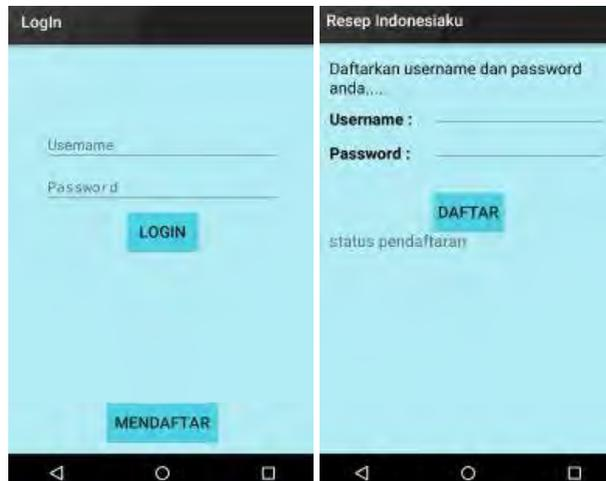 LogIn
Username
Password
LOGIN
MENDAFTAR
Resep Indonesiaku
Daftarkan username dan password
anda,...
Username :
Password :
DAFTAR
status pendaftaran